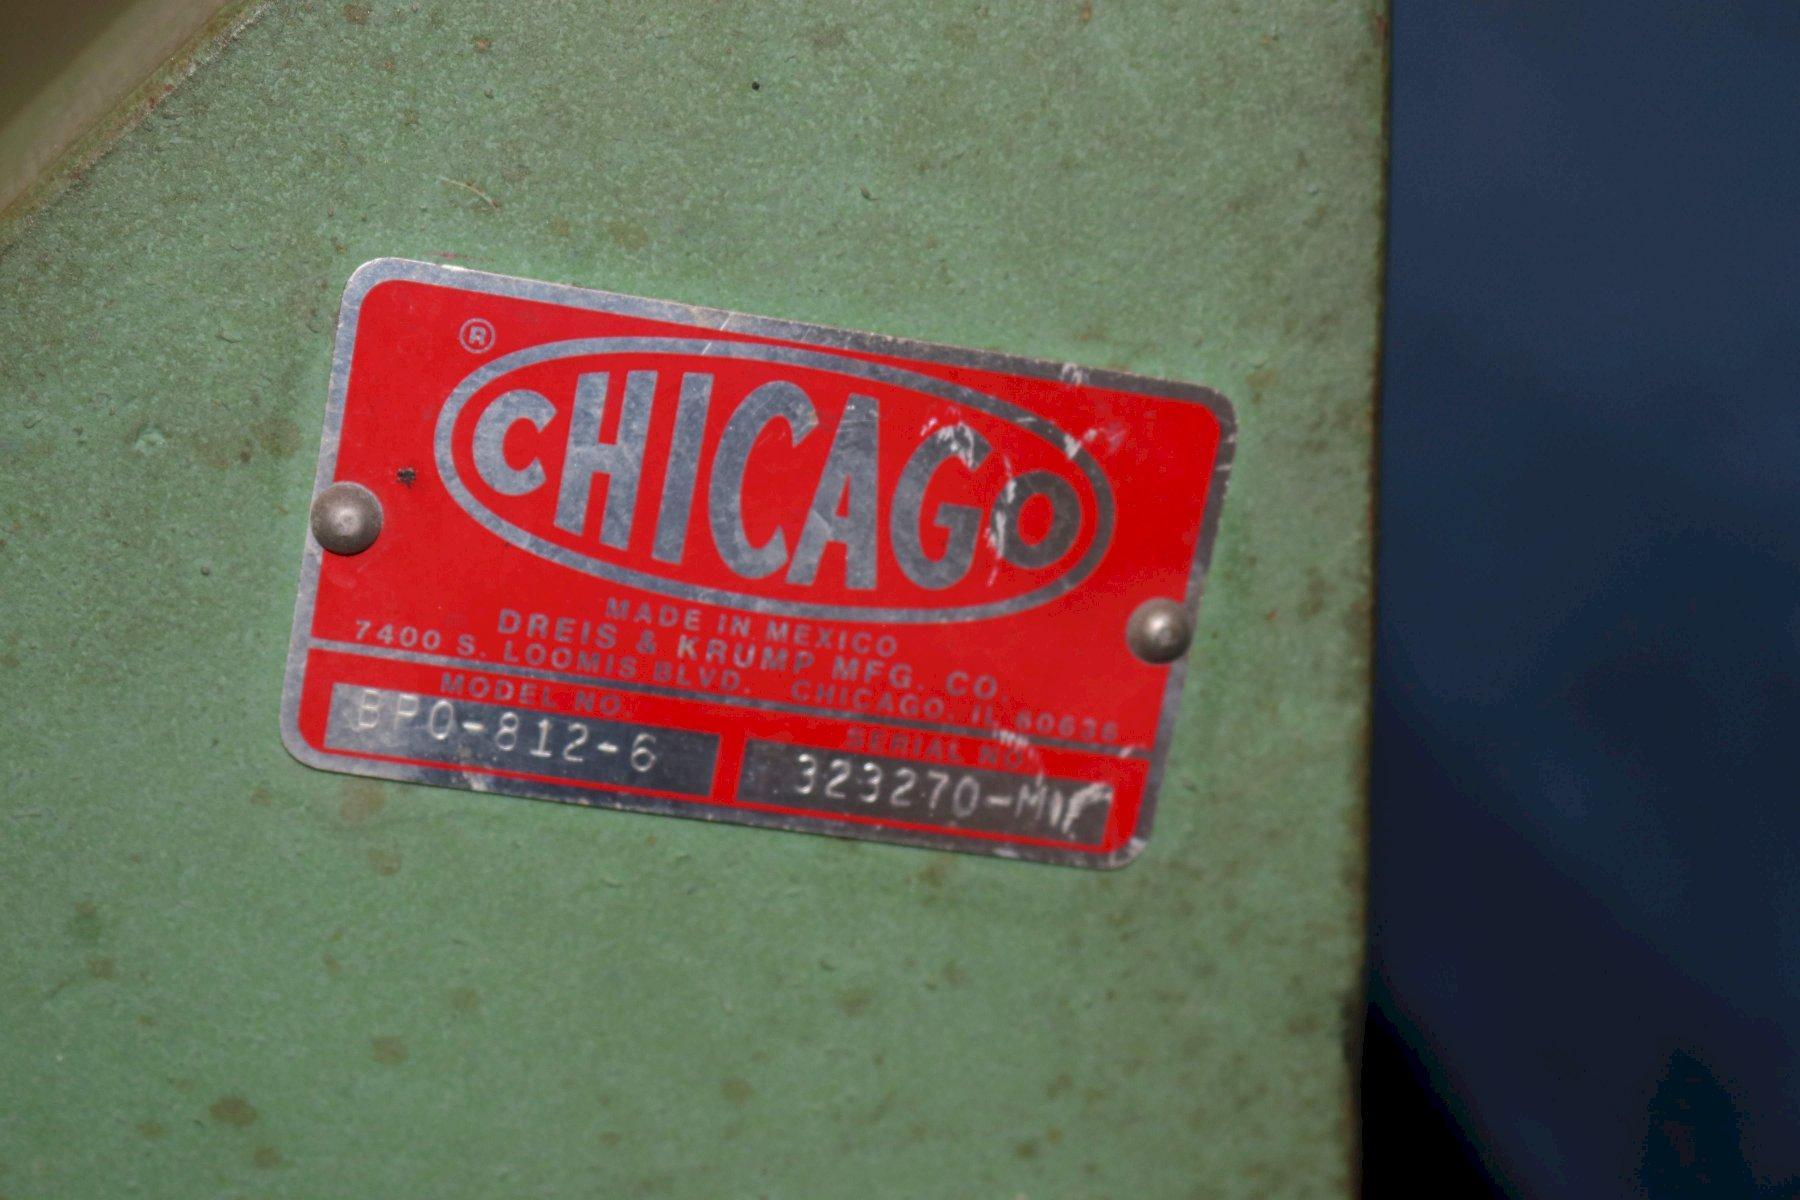 ®
CHICAGO
MADE IN MEXICO
DREIS & KRUMP MFG. CO.
7400 S. LOOMIS BLVD. CHICAGO, IL 60636
MODEL NO. SERIAL NO.
BPO-812-6 323270-M